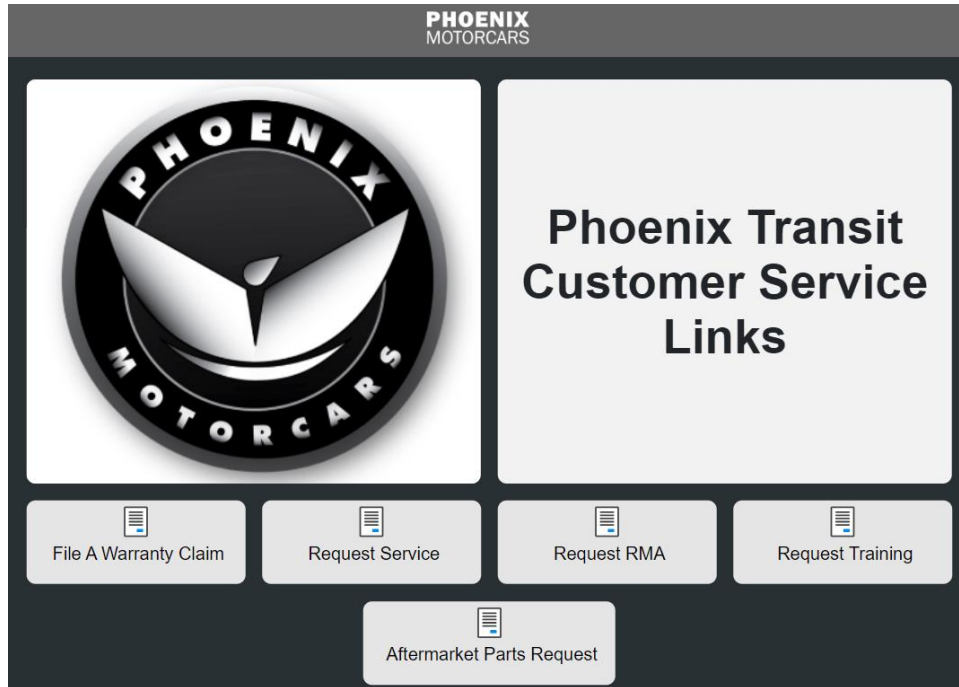 PHOENIX
MOTORCARS
PHOENIX
MOTORCARS
Phoenix Transit
Customer Service
Links
File A Warranty Claim
Request Service
Request RMA
Request Training
Aftermarket Parts Request